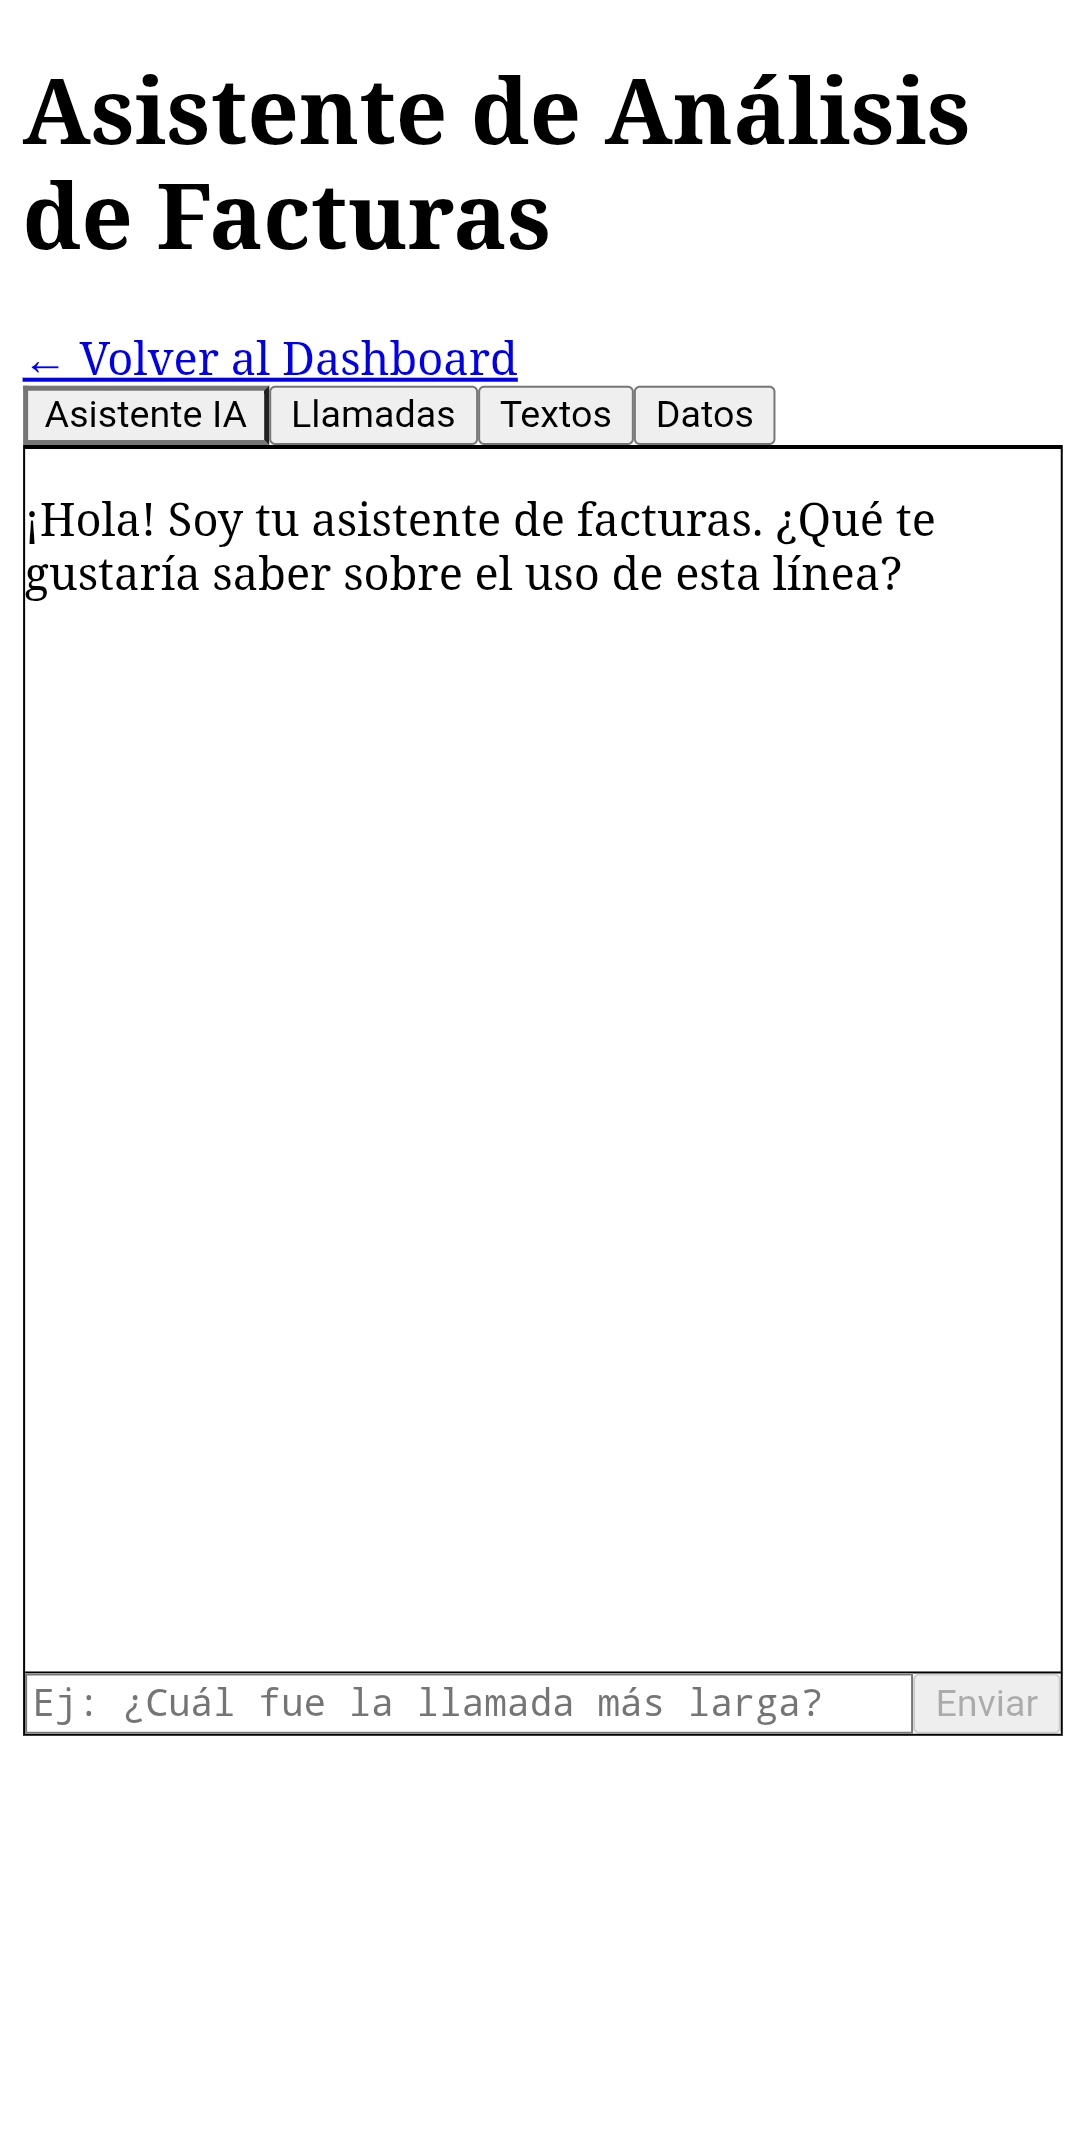 Asistente de Análisis
de Facturas
← Volver al Dashboard
Asistente IA Llamadas Textos Datos
¡Hola! Soy tu asistente de facturas. ¿Qué te
gustaría saber sobre el uso de esta línea?
Ej: ¿Cuál fue la llamada más larga? Enviar